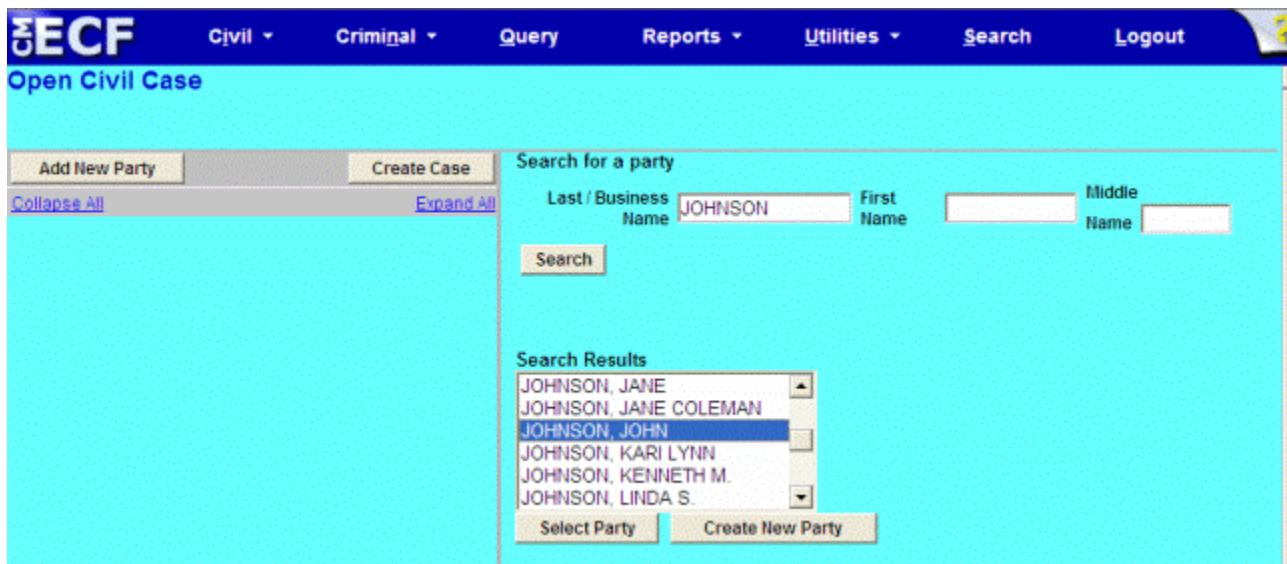 CM ECF Civil Criminal Query Reports Utilities Search Logout ?
Open Civil Case
Add New Party Create Case
Collapse All Expand All
Search for a party
Last / Business Name JOHNSON First Name Middle Name
Search
Search Results
JOHNSON, JANE
JOHNSON, JANE COLEMAN
JOHNSON, JOHN
JOHNSON, KARI LYNN
JOHNSON, KENNETH M.
JOHNSON, LINDA S.
Select Party Create New Party